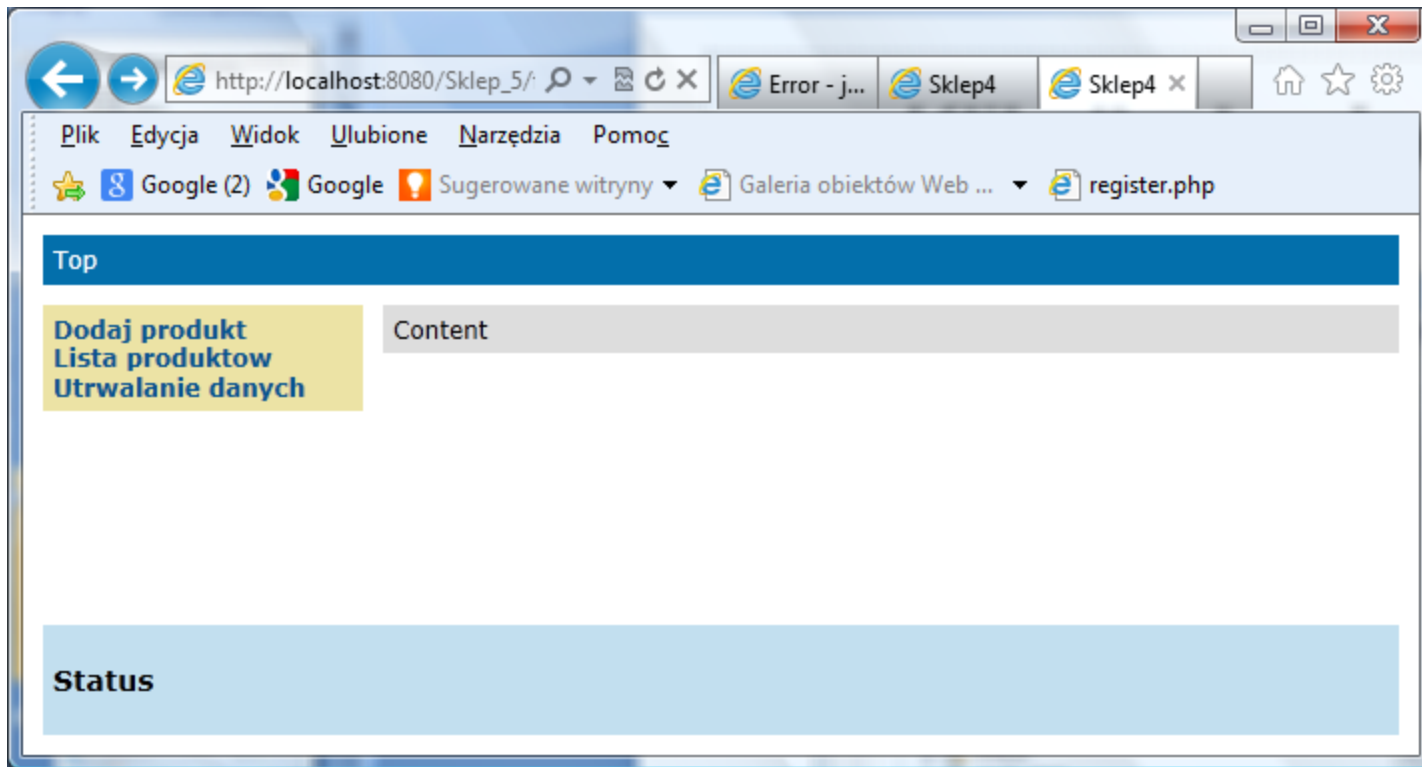 http://localhost:8080/Sklep_5/
Error - j...
Sklep4
Sklep4
Plik Edycja Widok Ulubione Narzędzia Pomoc
Google (2) Google Sugerowane witryny Galeria obiektów Web ... register.php
Top
Dodaj produkt
Lista produktow
Utrwalanie danych
Content
Status